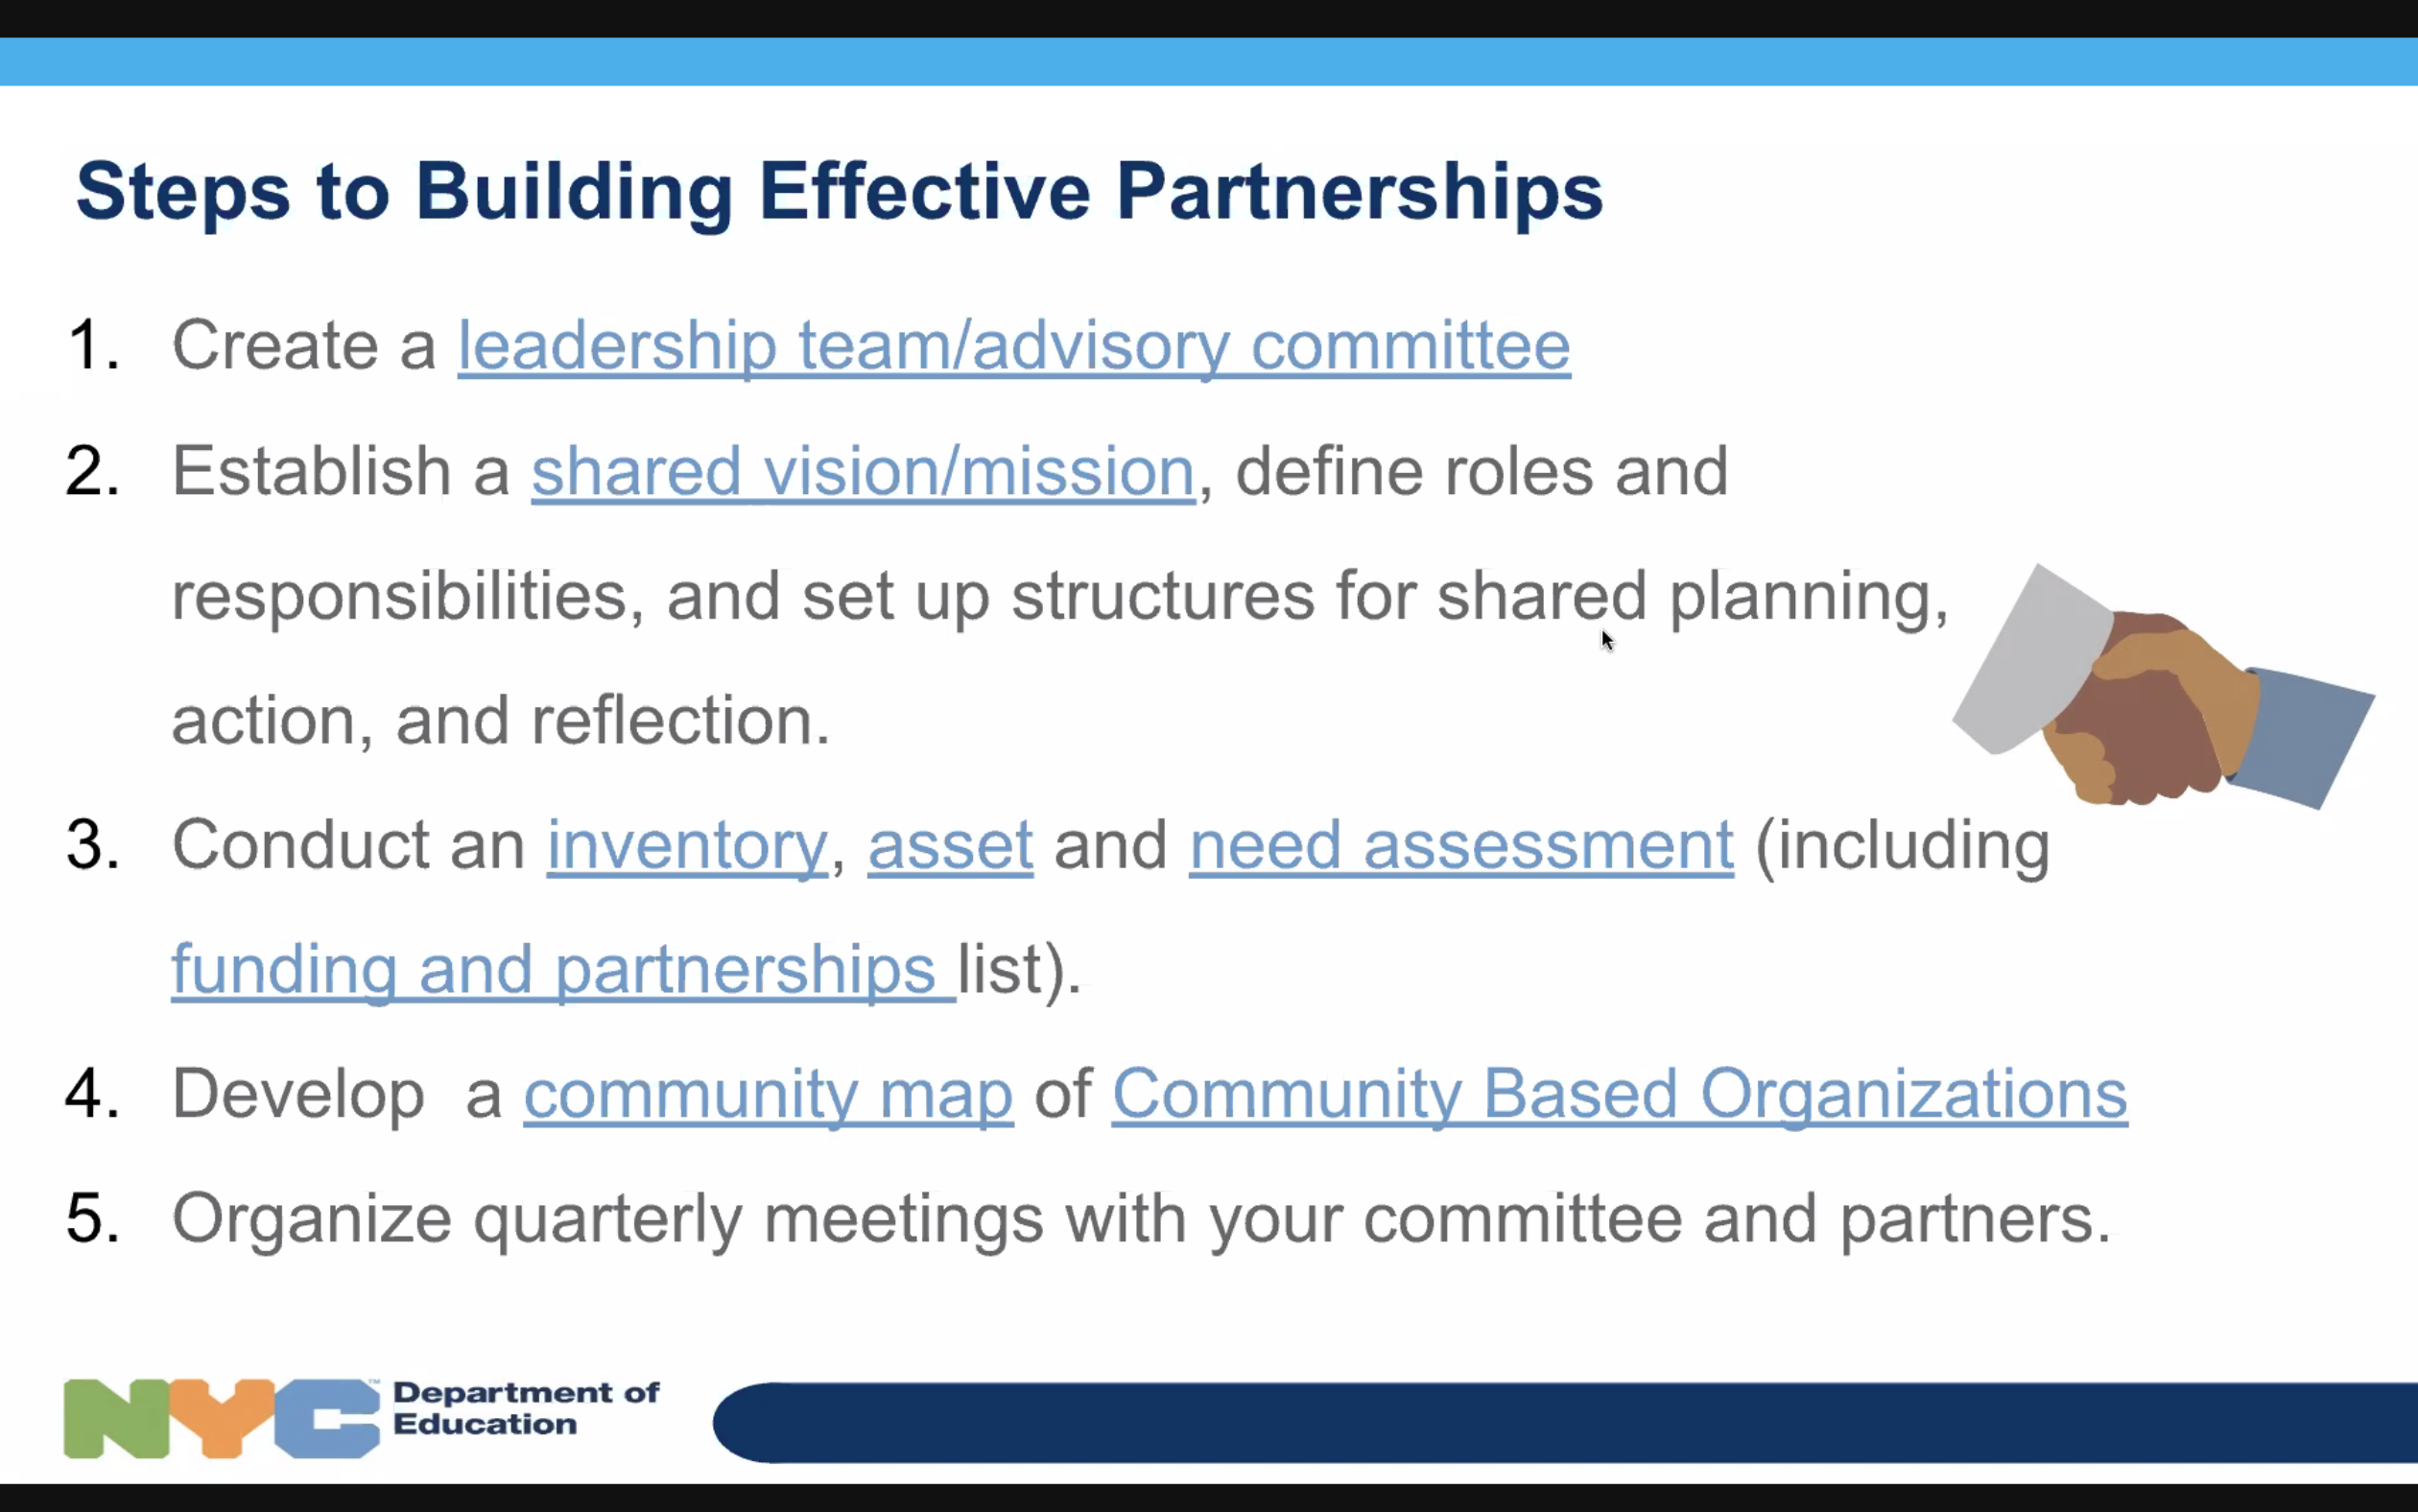 Steps to Building Effective Partnerships
1. Create a leadership team/advisory committee
2. Establish a shared vision/mission, define roles and
responsibilities, and set up structures for shared planning,
action, and reflection.
3. Conduct an inventory, asset and need assessment (including
funding and partnerships list).
4. Develop  a community map of Community Based Organizations
5. Organize quarterly meetings with your committee and partners.
NYC™ Department of
Education